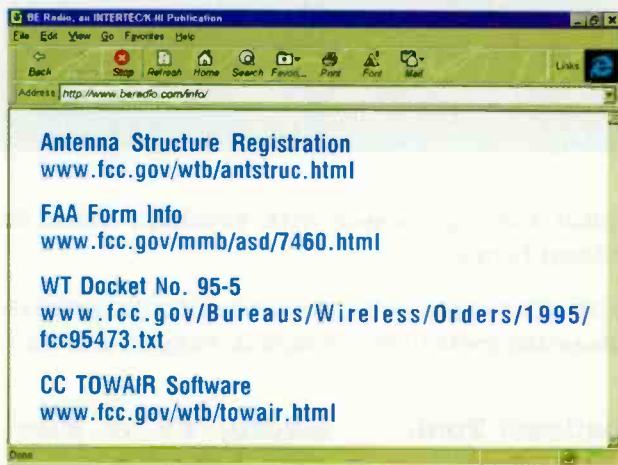 BE Radio, an INTERTEC/K-III Publication
File Edit View Go Favorites Help
Back Stop Refresh Home Search Favori... Print Font Mail Links
Address http://www.beradio.com/info/
Antenna Structure Registration
www.fcc.gov/wtb/antstruc.html
FAA Form Info
www.fcc.gov/mmb/asd/7460.html
WT Docket No. 95-5
www.fcc.gov/Bureaus/Wireless/Orders/1995/
fcc95473.txt
CC TOWAIR Software
www.fcc.gov/wtb/towair.html
Done